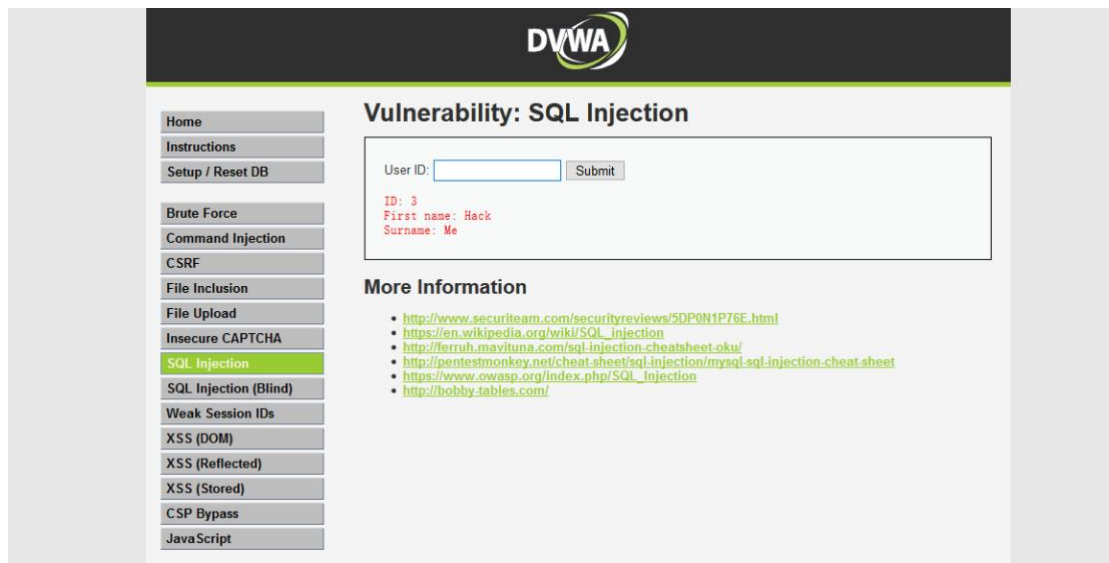 DVWA
Home
Instructions
Setup / Reset DB
Brute Force
Command Injection
CSRF
File Inclusion
File Upload
Insecure CAPTCHA
SQL Injection
SQL Injection (Blind)
Weak Session IDs
XSS (DOM)
XSS (Reflected)
XSS (Stored)
CSP Bypass
JavaScript
Vulnerability: SQL Injection
User ID: Submit
ID: 3
First name: Hack
Surname: Me
More Information
http://www.securiteam.com/securityreviews/5DP0N1P76E.html
https://en.wikipedia.org/wiki/SQL_injection
http://ferruh.mavituna.com/sql-injection-cheatsheet-oku/
http://pentestmonkey.net/cheat-sheet/sql-injection/mysql-sql-injection-cheat-sheet
https://www.owasp.org/index.php/SQL_Injection
http://bobby-tables.com/